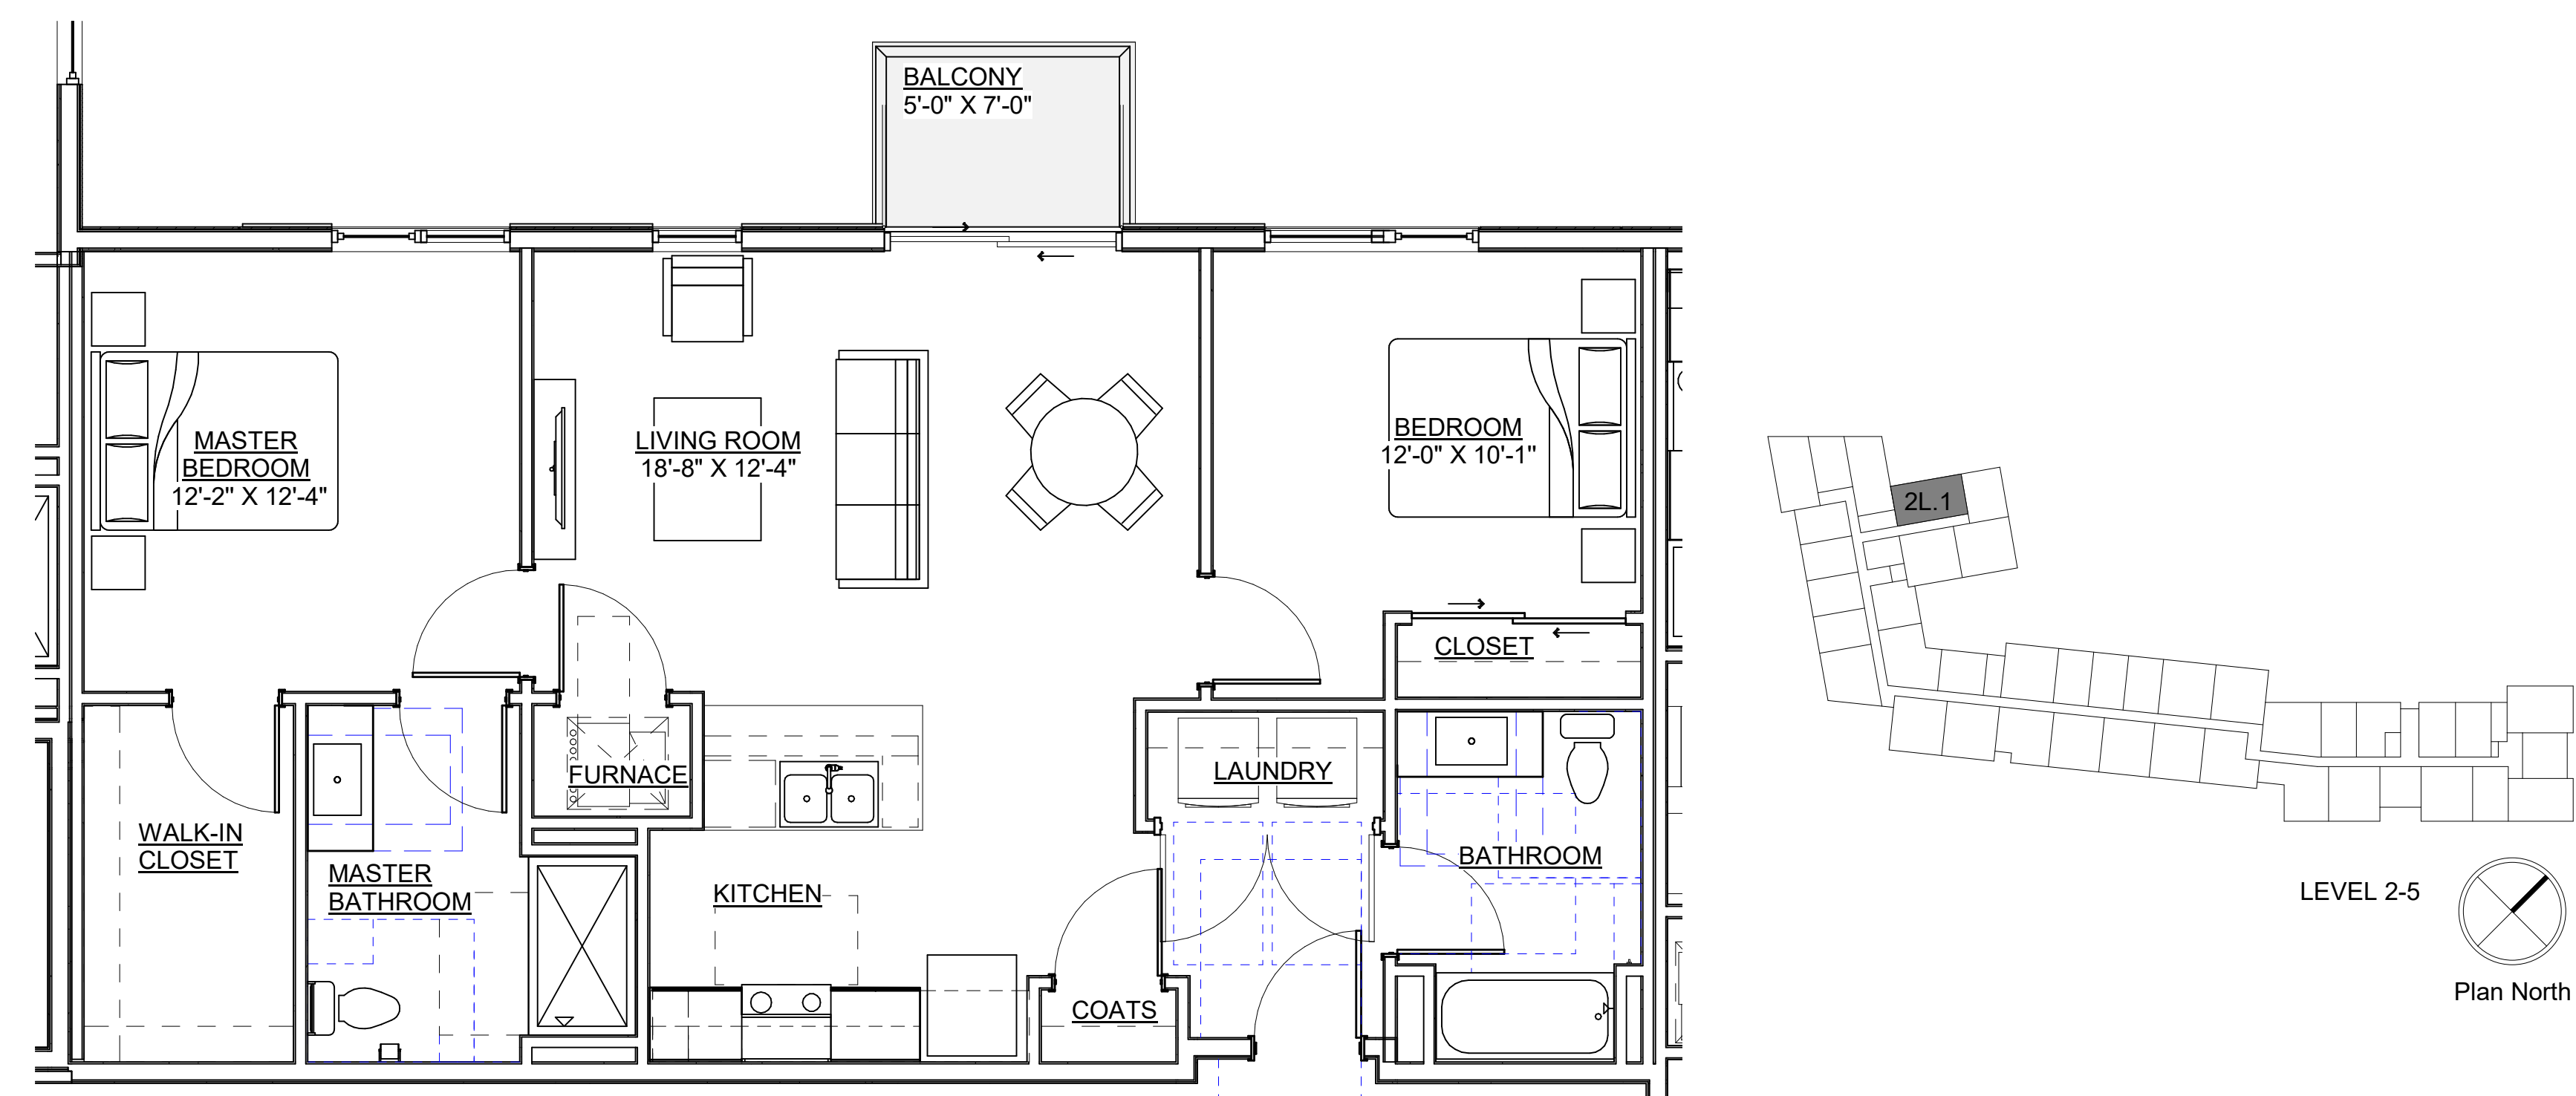 BALCONY
5'-0" X 7'-0"
MASTER
BEDROOM
12'-2" X 12'-4"
LIVING ROOM
18'-8" X 12'-4"
BEDROOM
12'-0" X 10'-1"
CLOSET
FURNACE
LAUNDRY
WALK-IN
CLOSET
MASTER
BATHROOM
KITCHEN
BATHROOM
COATS
2L.1
LEVEL 2-5
Plan North